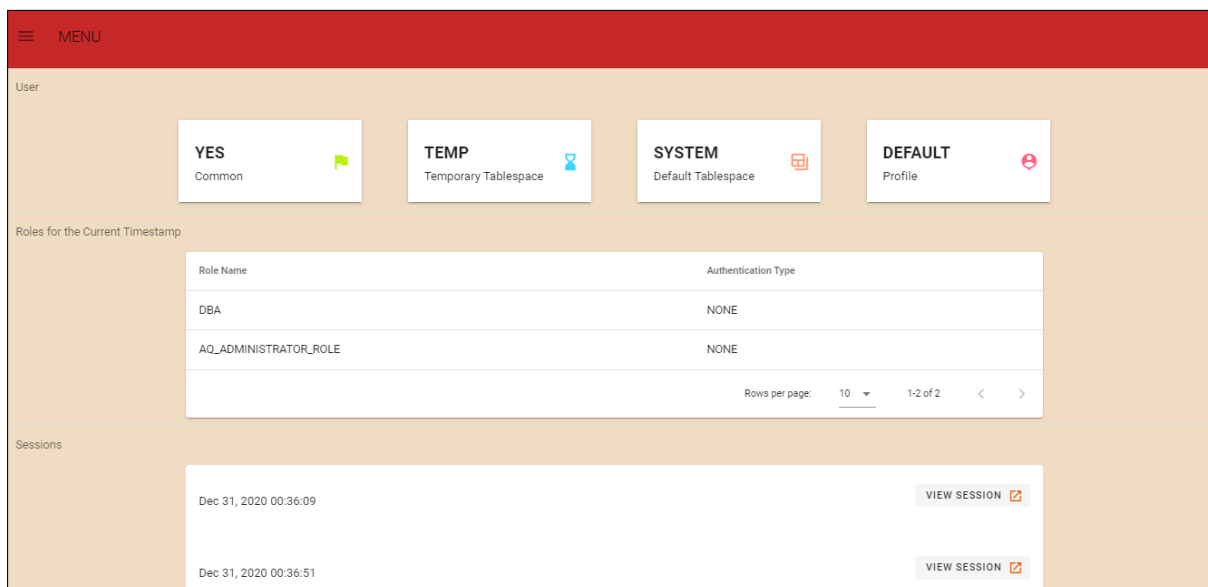 MENU
User
YES
Common
TEMP
Temporary Tablespace
SYSTEM
Default Tablespace
DEFAULT
Profile
Roles for the Current Timestamp
Role Name Authentication Type
DBA NONE
AQ_ADMINISTRATOR_ROLE NONE
Rows per page: 10 1-2 of 2
Sessions
Dec 31, 2020 00:36:09 VIEW SESSION
Dec 31, 2020 00:36:51 VIEW SESSION